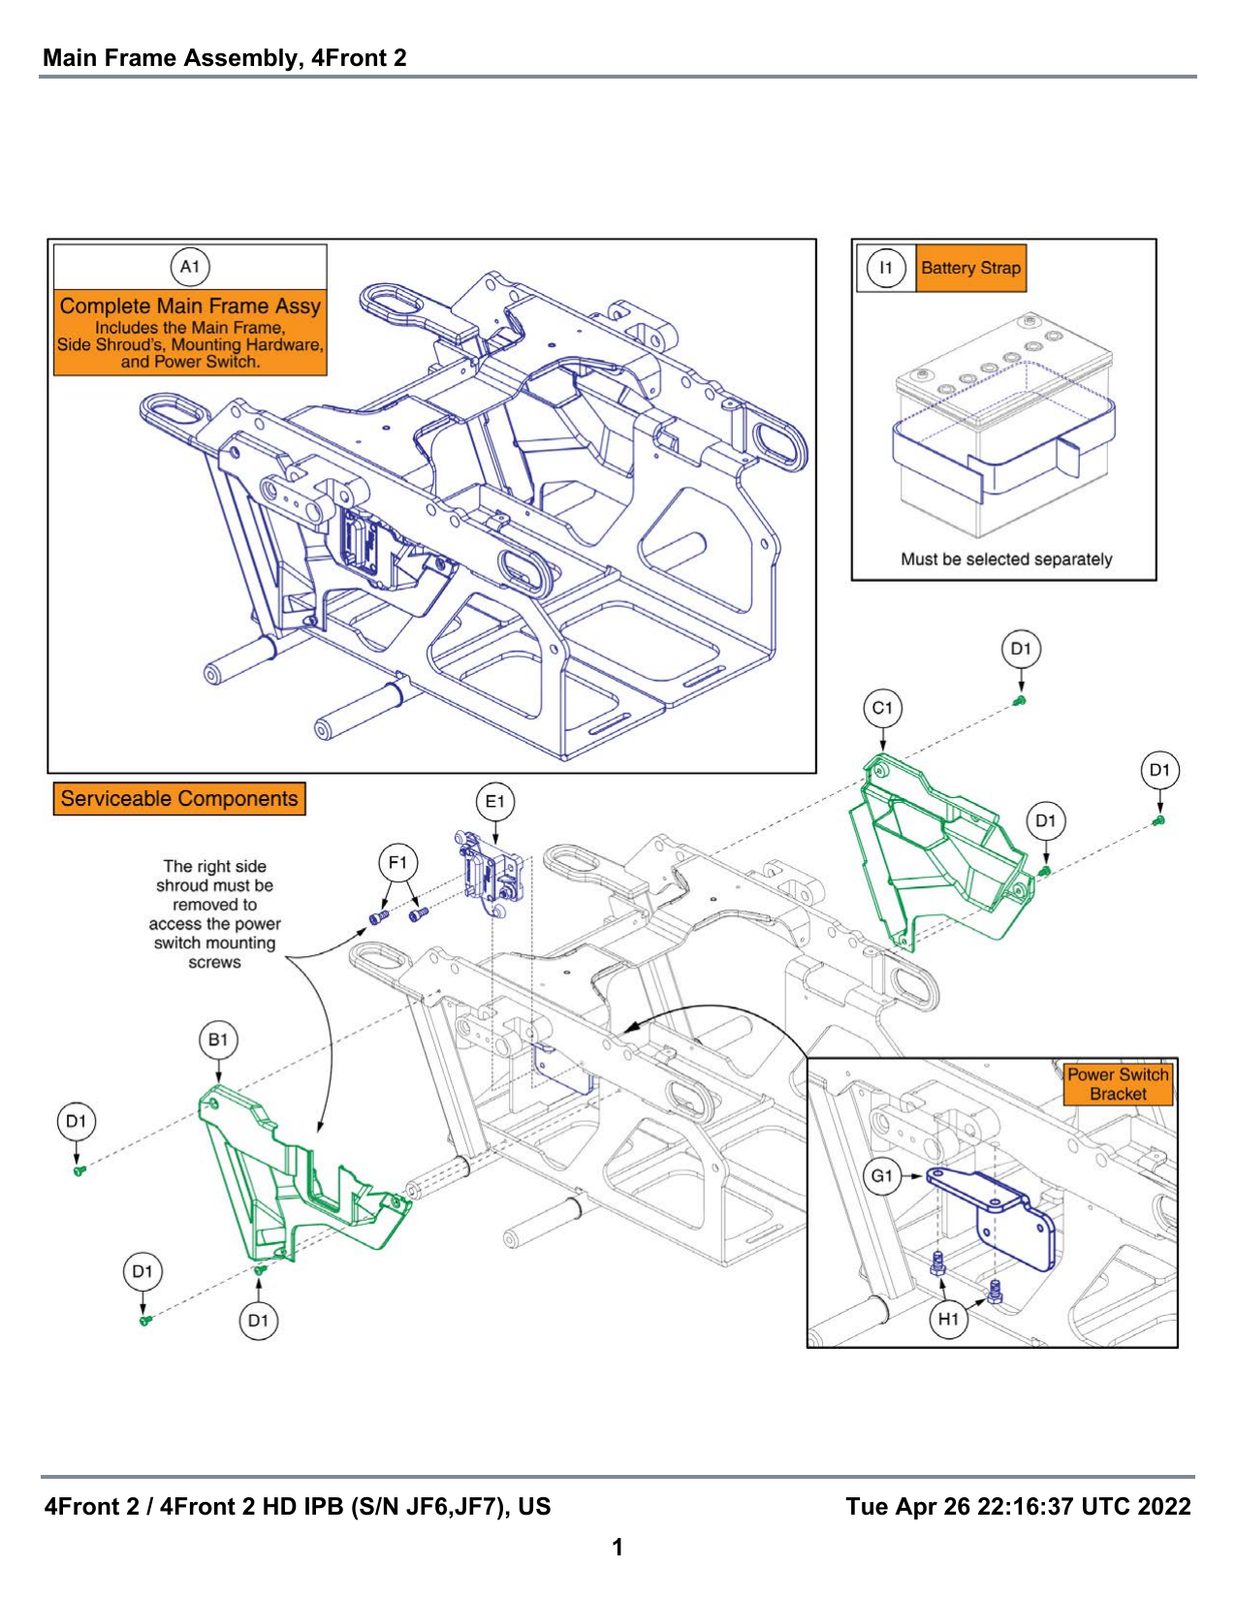 Main Frame Assembly, 4Front 2
A1
Complete Main Frame Assy
Includes the Main Frame,
Side Shroud's, Mounting Hardware,
and Power Switch.
I1
Battery Strap
Must be selected separately
D1
C1
D1
D1
Serviceable Components
E1
F1
The right side
shroud must be
removed to
access the power
switch mounting
screws
B1
D1
D1
D1
Power Switch
Bracket
G1
H1
4Front 2 / 4Front 2 HD IPB (S/N JF6,JF7), US
Tue Apr 26 22:16:37 UTC 2022
1